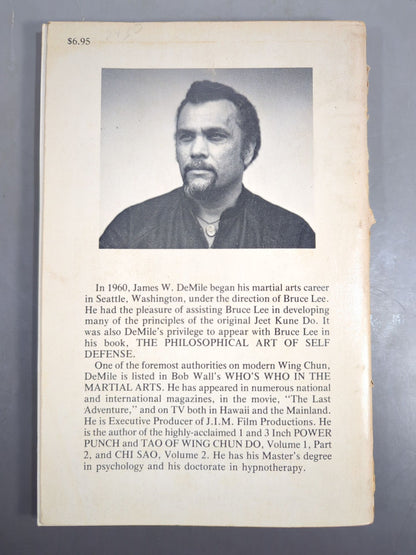 $6.95
In 1960, James W. DeMile began his martial arts career
in Seattle, Washington, under the direction of Bruce Lee.
He had the pleasure of assisting Bruce Lee in developing
many of the principles of the original Jeet Kune Do. It
was also DeMile's privilege to appear with Bruce Lee in
his book, THE PHILOSOPHICAL ART OF SELF
DEFENSE.
One of the foremost authorities on modern Wing Chun,
DeMile is listed in Bob Wall's WHO'S WHO IN THE
MARTIAL ARTS. He has appeared in numerous national
and international magazines, in the movie, "The Last
Adventure," and on TV both in Hawaii and the Mainland.
He is Executive Producer of J.I.M. Film Productions. He
is the author of the highly-acclaimed 1 and 3 Inch POWER
PUNCH and TAO OF WING CHUN DO, Volume 1, Part
2, and CHI SAO, Volume 2. He has his Master's degree
in psychology and his doctorate in hypnotherapy.